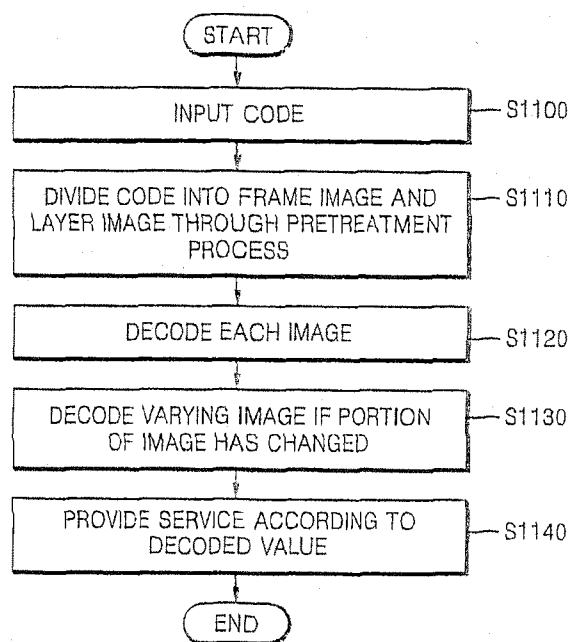 START
INPUT CODE
S1100
DIVIDE CODE INTO FRAME IMAGE AND
LAYER IMAGE THROUGH PRETREATMENT
PROCESS
S1110
DECODE EACH IMAGE
S1120
DECODE VARYING IMAGE IF PORTION
OF IMAGE HAS CHANGED
S1130
PROVIDE SERVICE ACCORDING TO
DECODED VALUE
S1140
END